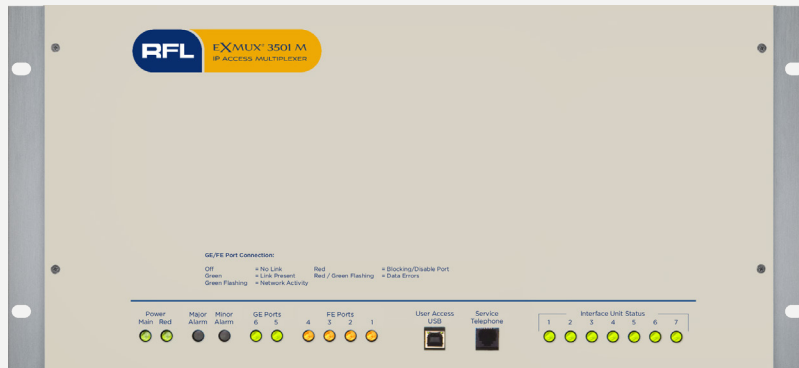 RFL
EXMUX® 3501 M
IP ACCESS MULTIPLEXER
GE/FE Port Connection:
Off = No Link Red = Blocking/Disable Port
Green = Link Present Red / Green Flashing = Data Errors
Green Flashing = Network Activity
Power Major Minor GE Ports FE Ports User Access Service Interface Unit Status
Main Red Alarm Alarm 6 5 4 3 2 1 USB Telephone 1 2 3 4 5 6 7